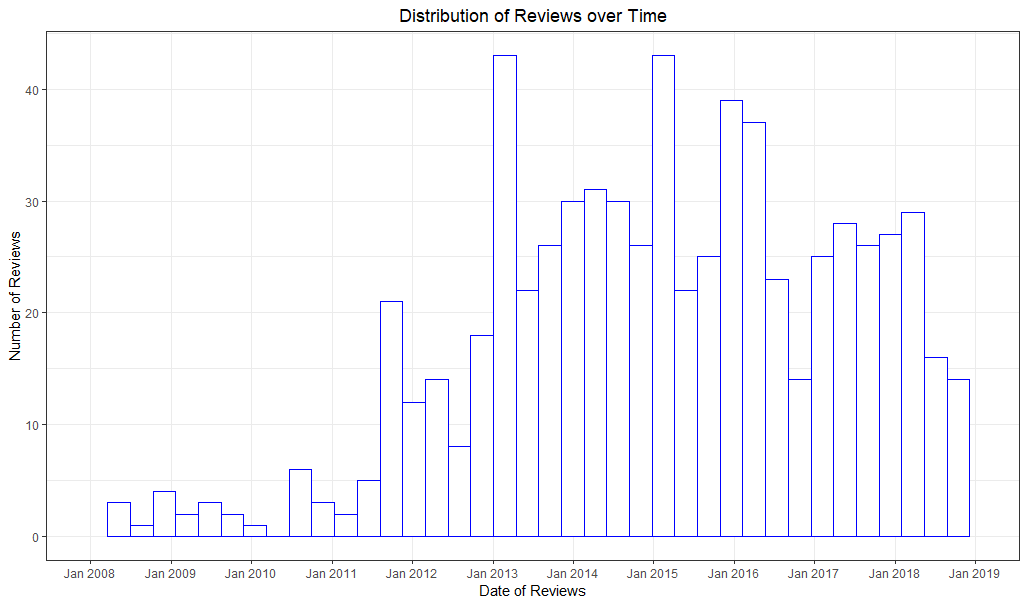 Distribution of Reviews over Time
Number of Reviews
40
30
20
10
0
Jan 2008 Jan 2009 Jan 2010 Jan 2011 Jan 2012 Jan 2013 Jan 2014 Jan 2015 Jan 2016 Jan 2017 Jan 2018 Jan 2019
Date of Reviews